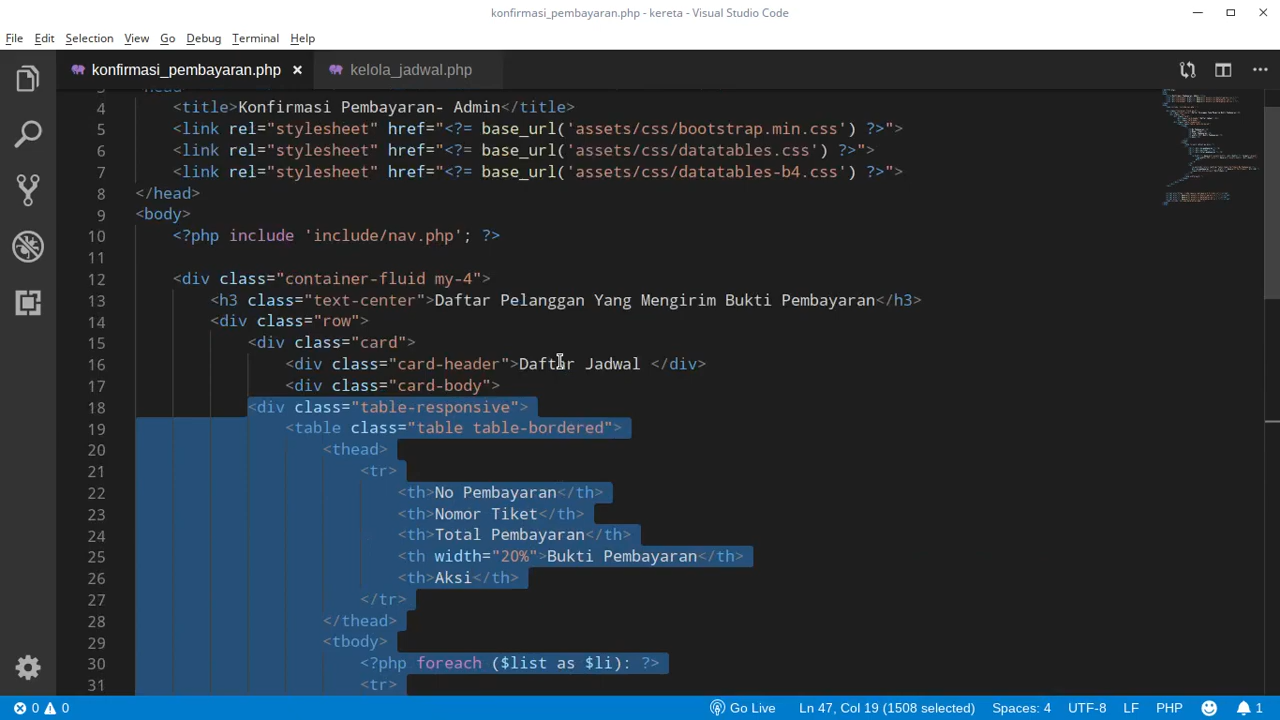 konfirmasi_pembayaran.php - kereta - Visual Studio Code
File Edit Selection View Go Debug Terminal Help
konfirmasi_pembayaran.php kelola_jadwal.php
4 <title>Konfirmasi Pembayaran- Admin</title>
5 <link rel="stylesheet" href="<?= base_url('assets/css/bootstrap.min.css') ?>">
6 <link rel="stylesheet" href="<?= base_url('assets/css/datatables.css') ?>">
7 <link rel="stylesheet" href="<?= base_url('assets/css/datatables-b4.css') ?>">
8 </head>
9 <body>
10 <?php include 'include/nav.php'; ?>
11
12 <div class="container-fluid my-4">
13 <h3 class="text-center">Daftar Pelanggan Yang Mengirim Bukti Pembayaran</h3>
14 <div class="row">
15 <div class="card">
16 <div class="card-header">Daftar Jadwal </div>
17 <div class="card-body">
18 <div class="table-responsive">
19 <table class="table table-bordered">
20 <thead>
21 <tr>
22 <th>No Pembayaran</th>
23 <th>Nomor Tiket</th>
24 <th>Total Pembayaran</th>
25 <th width="20%">Bukti Pembayaran</th>
26 <th>Aksi</th>
27 </tr>
28 </thead>
29 <tbody>
30 <?php foreach ($list as $li): ?>
31 <tr>
0 0 Go Live Ln 47, Col 19 (1508 selected) Spaces: 4 UTF-8 LF PHP 1